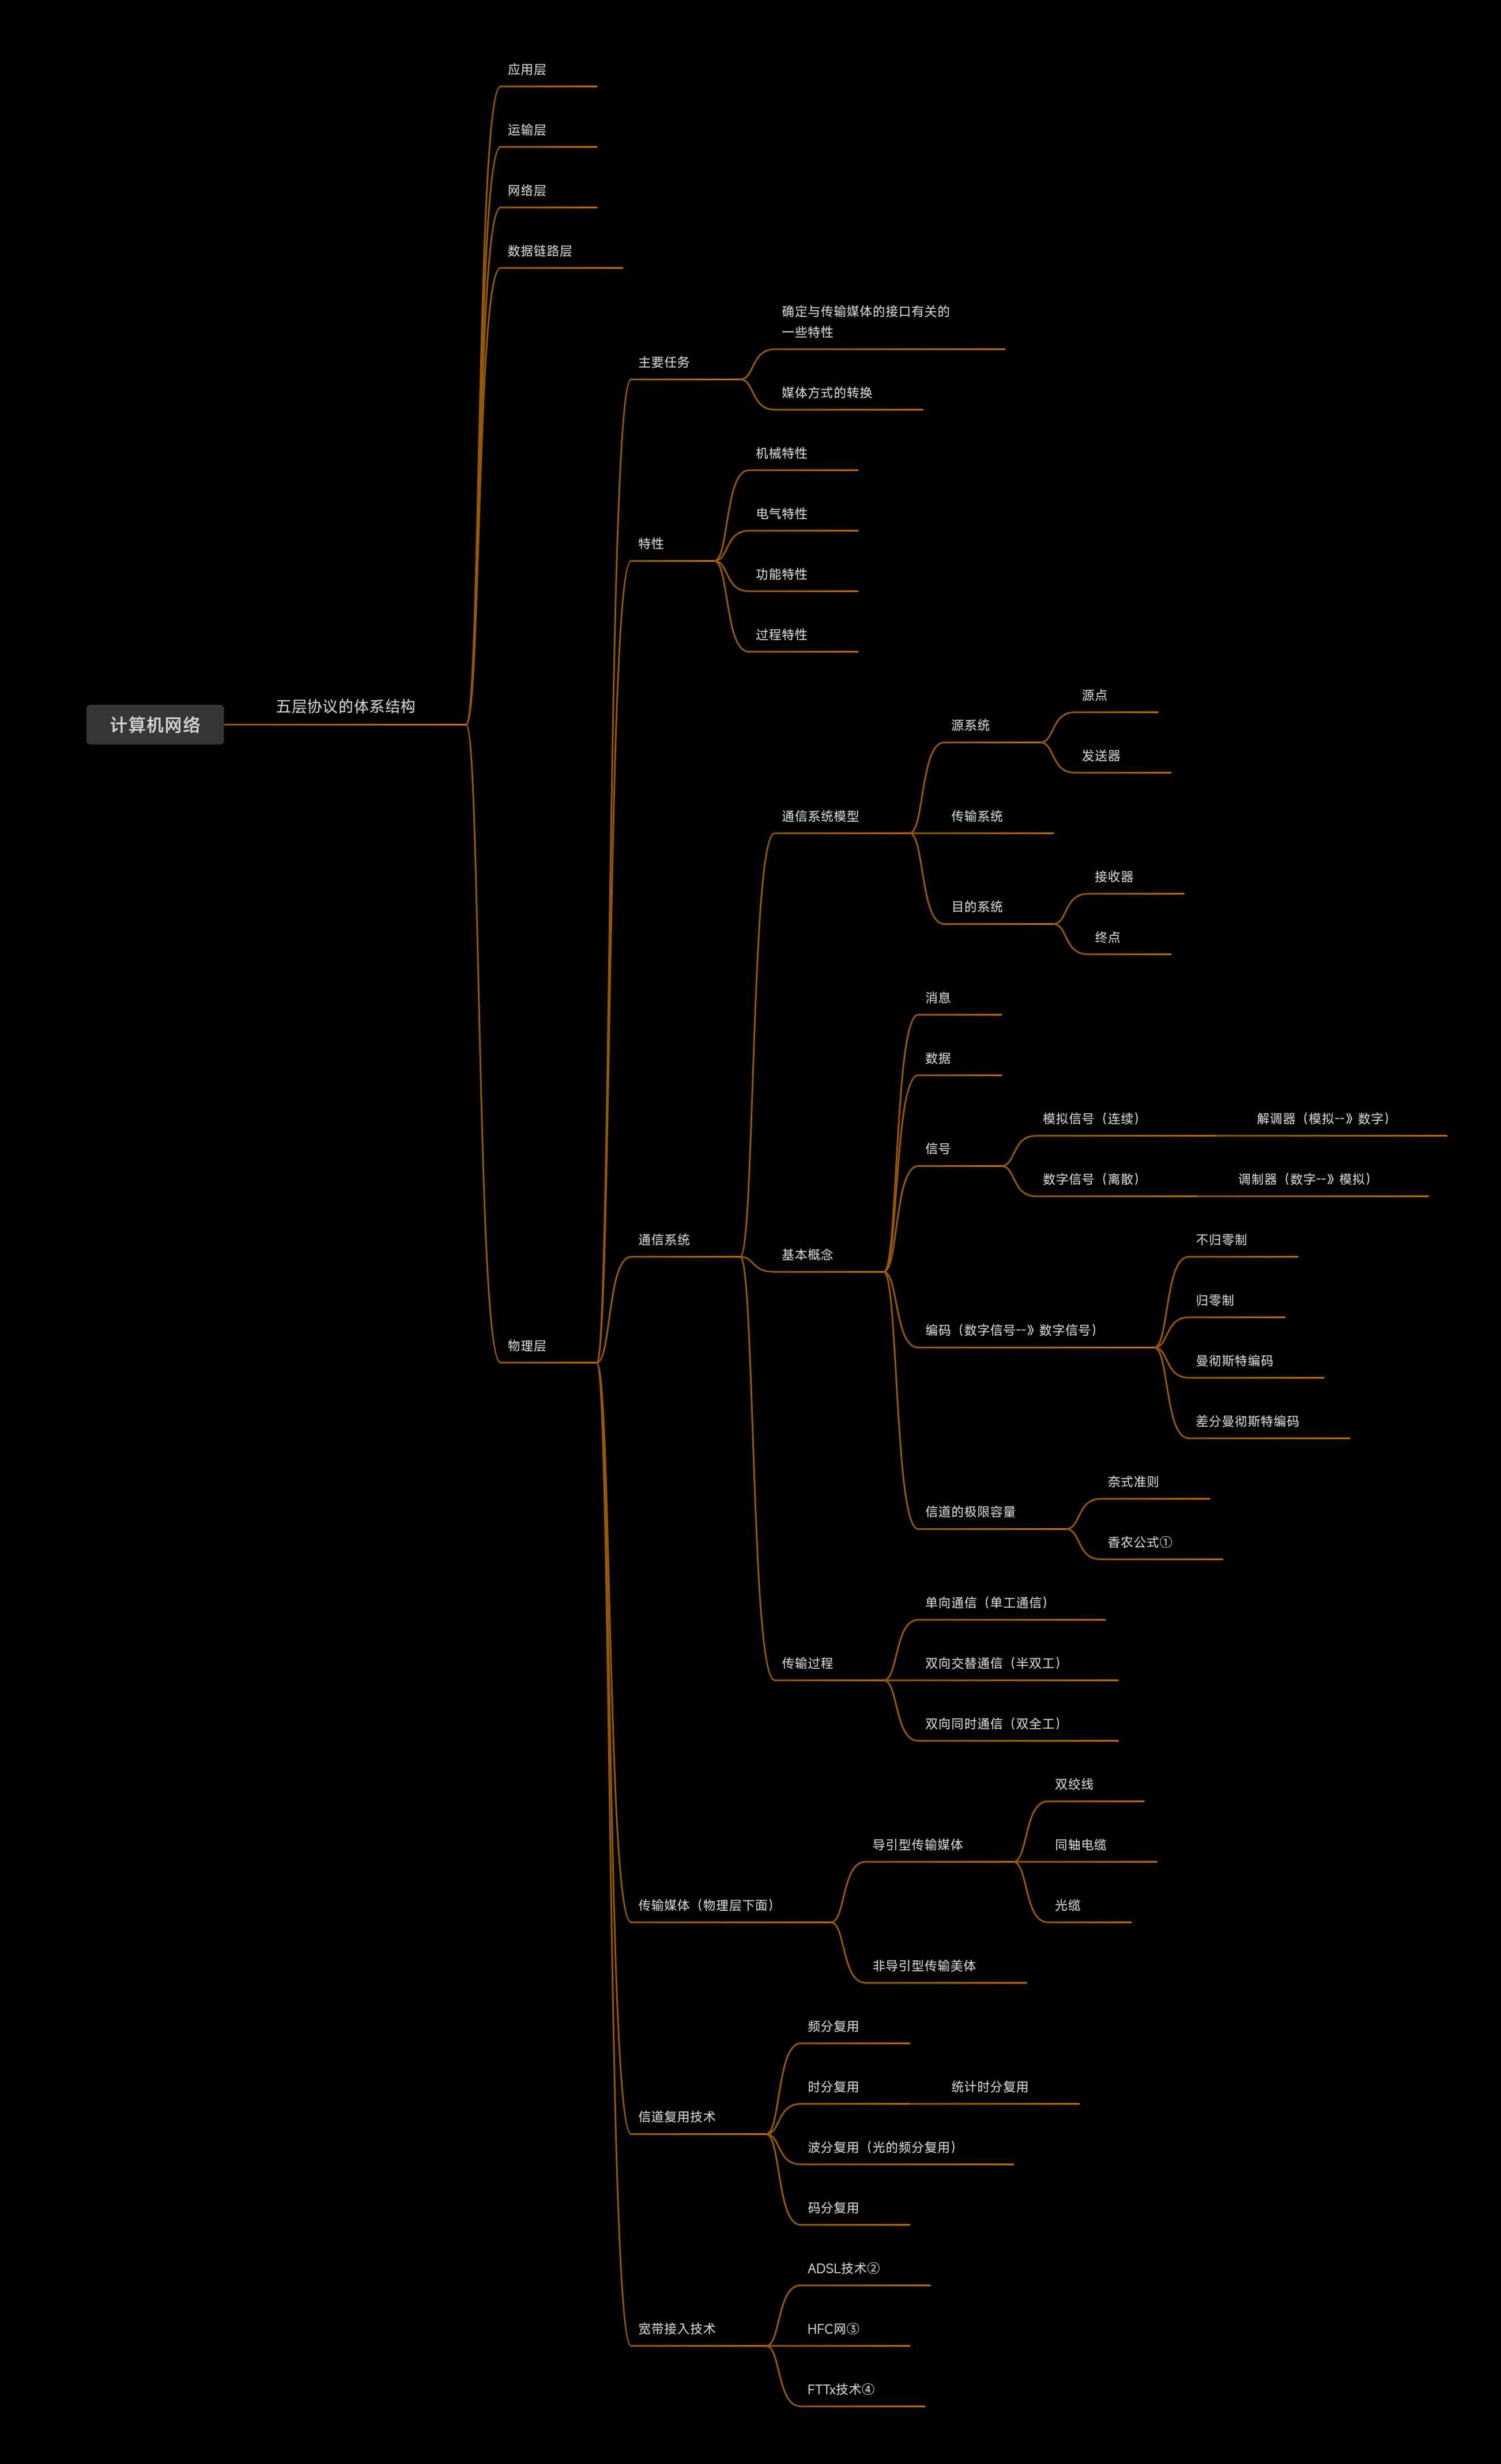 应用层
运输层
网络层
数据链路层
确定与传输媒体的接口有关的
一些特性
主要任务
媒体方式的转换
机械特性
电气特性
特性
功能特性
过程特性
源点
计算机网络
五层协议的体系结构
源系统
发送器
通信系统模型
传输系统
接收器
目的系统
终点
消息
数据
模拟信号（连续）
解调器（模拟--》数字）
信号
数字信号（离散）
调制器（数字--》模拟）
通信系统
基本概念
不归零制
归零制
编码（数字信号--》数字信号）
物理层
曼彻斯特编码
差分曼彻斯特编码
奈式准则
信道的极限容量
香农公式①
单向通信（单工通信）
传输过程
双向交替通信（半双工）
双向同时通信（双全工）
双绞线
导引型传输媒体
同轴电缆
传输媒体（物理层下面）
光缆
非导引型传输美体
频分复用
时分复用
统计时分复用
信道复用技术
波分复用（光的频分复用）
码分复用
ADSL技术②
宽带接入技术
HFC网③
FTTx技术④